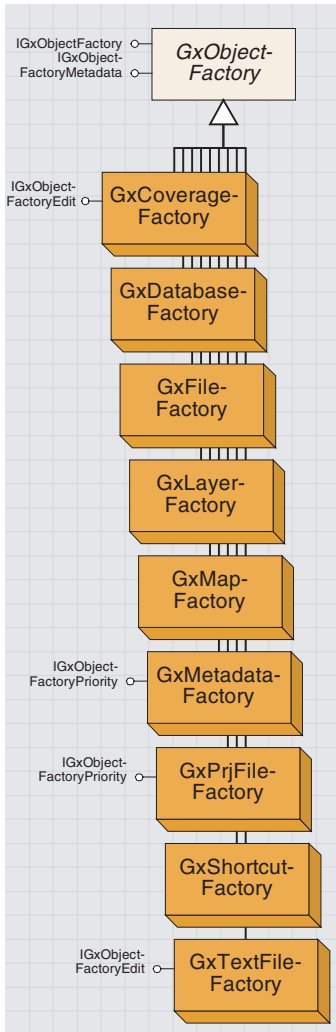 IGxObjectFactory
IGxObject-
FactoryMetadata
GxObject-
Factory
IGxObject-
FactoryEdit
GxCoverage-
Factory
GxDatabase-
Factory
GxFile-
Factory
GxLayer-
Factory
GxMap-
Factory
IGxObject-
FactoryPriority
GxMetadata-
Factory
IGxObject-
FactoryPriority
GxPrjFile-
Factory
GxShortcut-
Factory
IGxObject-
FactoryEdit
GxTextFile-
Factory